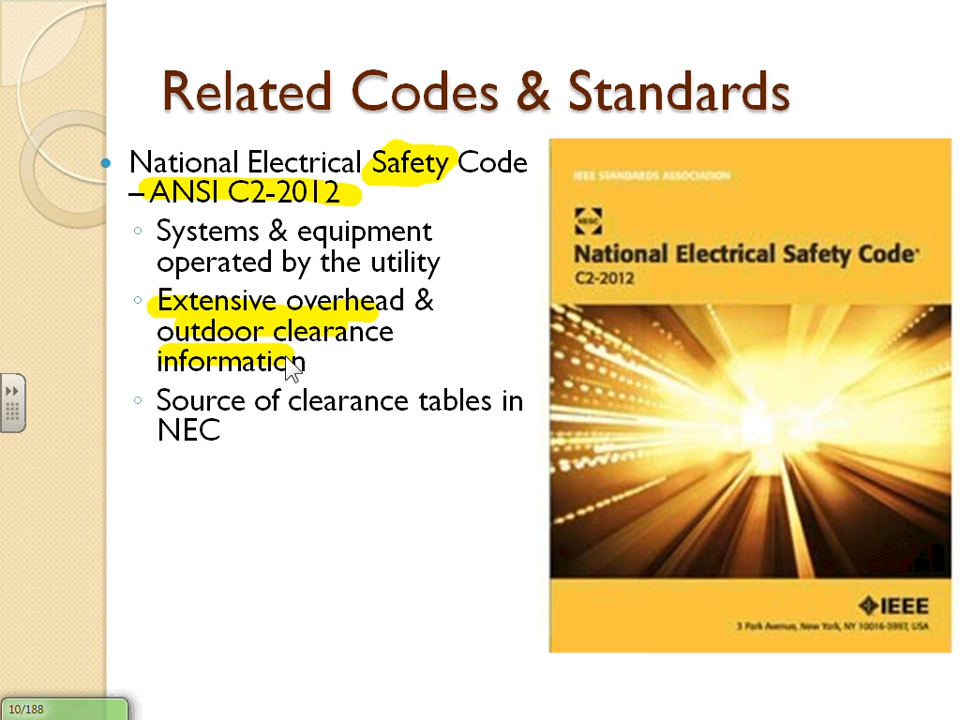 Related Codes & Standards
National Electrical Safety Code
– ANSI C2-2012
Systems & equipment
operated by the utility
Extensive overhead &
outdoor clearance
information
Source of clearance tables in
NEC
IEEE STANDARDS ASSOCIATION
NESC
National Electrical Safety Code®
C2-2012
IEEE
3 Park Avenue, New York, NY 10016-5997, USA
10/188